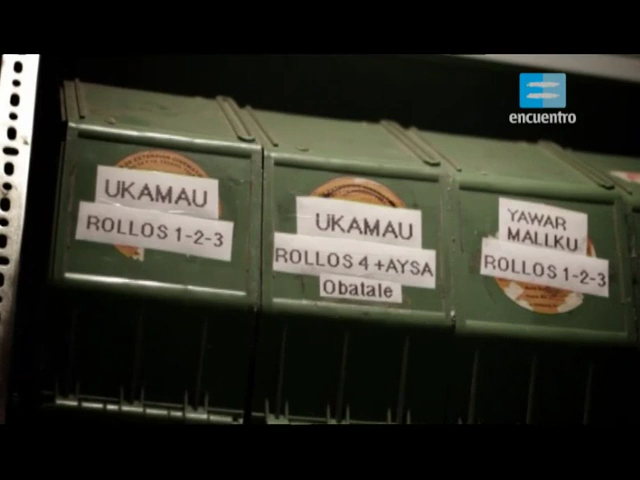 encuentro
UKAMAU
ROLLOS 1-2-3
UKAMAU
ROLLOS 4 +AYSA
Obatale
YAWAR
MALLKU
ROLLOS 1-2-3